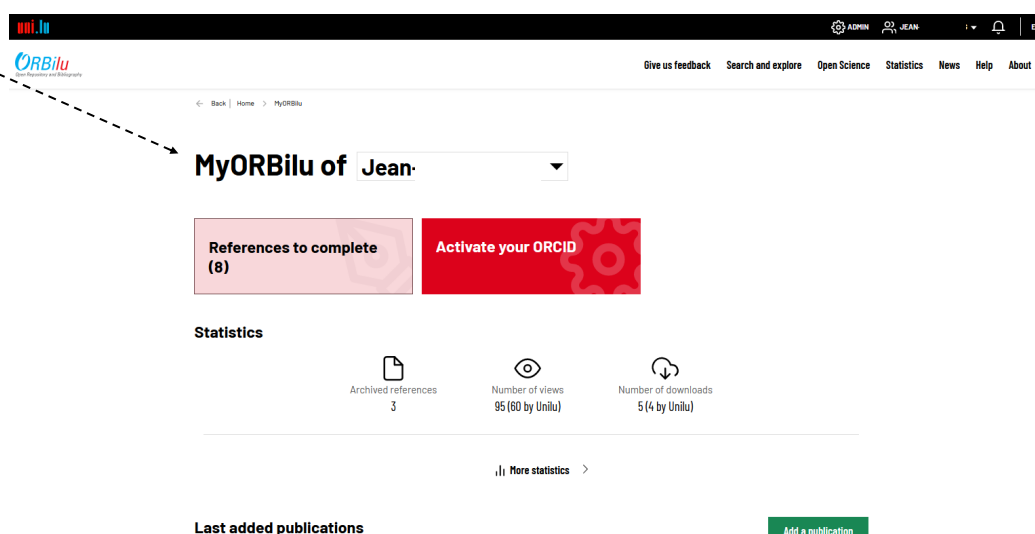 uni.lu
ADMIN JEAN-
ORBilu
Open Repository and Bibliography
Give us feedback Search and explore Open Science Statistics News Help About
Back | Home > MyORBilu
MyORBilu of Jean-
References to complete
(8)
Activate your ORCID
Statistics
Archived references
3
Number of views
95 (60 by Unilu)
Number of downloads
5 (4 by Unilu)
More statistics >
Last added publications
Add a publication